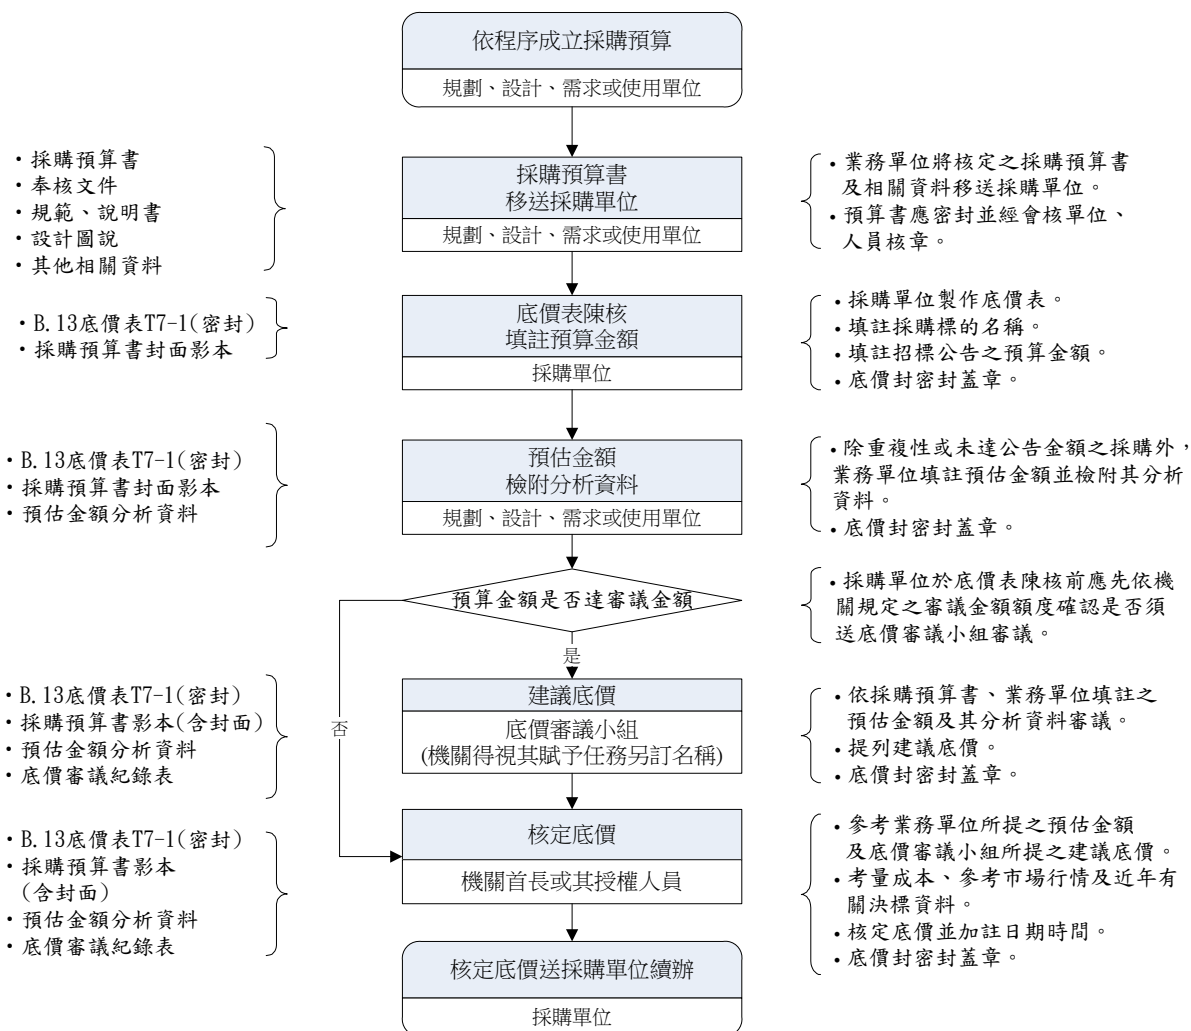 依程序成立採購預算
規劃、設計、需求或使用單位
・採購預算書
・奉核文件
・規範、說明書
・設計圖說
・其他相關資料
採購預算書
移送採購單位
規劃、設計、需求或使用單位
・業務單位將核定之採購預算書
及相關資料移送採購單位。
・預算書應密封並經會核單位、
人員核章。
・B.13底價表T7-1(密封)
・採購預算書封面影本
底價表陳核
填註預算金額
採購單位
・採購單位製作底價表。
・填註採購標的名稱。
・填註招標公告之預算金額。
・底價封密封蓋章。
・B.13底價表T7-1(密封)
・採購預算書封面影本
・預估金額分析資料
預估金額
檢附分析資料
規劃、設計、需求或使用單位
・除重複性或未達公告金額之採購外，
業務單位填註預估金額並檢附其分析
資料。
・底價封密封蓋章。
預算金額是否達審議金額
・採購單位於底價表陳核前應先依機
關規定之審議金額額度確認是否須
送底價審議小組審議。
是
否
・B.13底價表T7-1(密封)
・採購預算書影本(含封面)
・預估金額分析資料
・底價審議紀錄表
建議底價
底價審議小組
(機關得視其賦予任務另訂名稱)
・依採購預算書、業務單位填註之
預估金額及其分析資料審議。
・提列建議底價。
・底價封密封蓋章。
・B.13底價表T7-1(密封)
・採購預算書影本
(含封面)
・預估金額分析資料
・底價審議紀錄表
核定底價
機關首長或其授權人員
・參考業務單位所提之預估金額
及底價審議小組所提之建議底價。
・考量成本、參考市場行情及近年有
關決標資料。
・核定底價並加註日期時間。
・底價封密封蓋章。
核定底價送採購單位續辦
採購單位